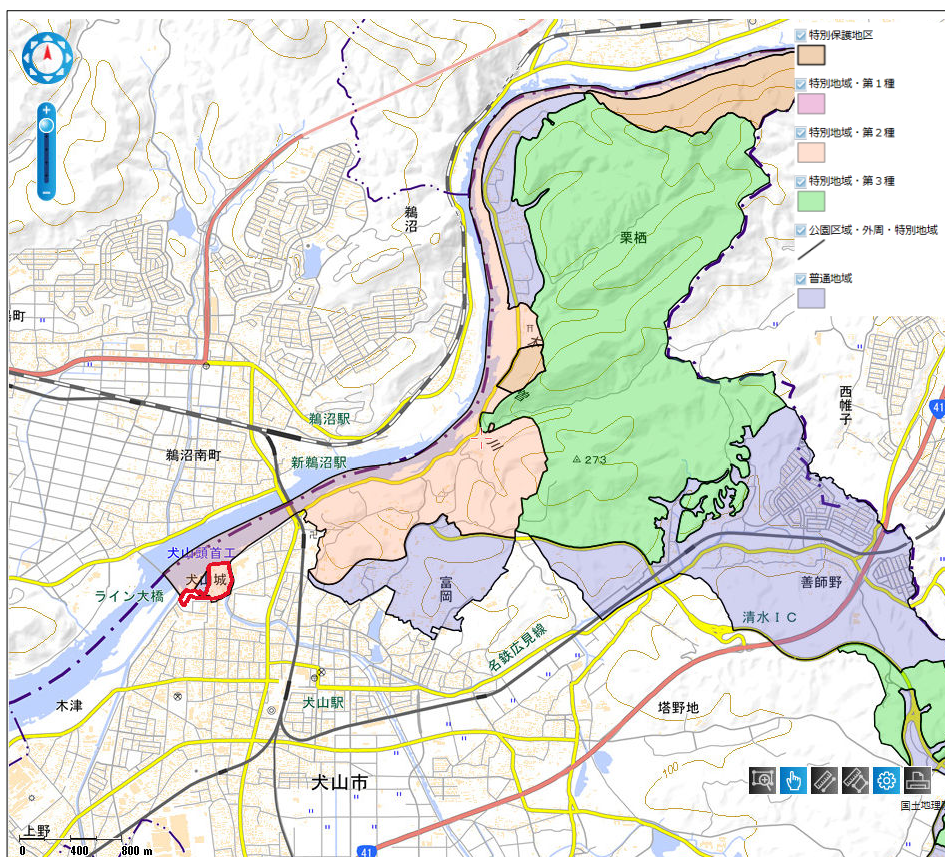 特別保護地区
特別地域・第１種
特別地域・第２種
特別地域・第３種
公園区域・外周・特別地域
普通地域
鵜沼
栗栖
町
西帷子
41
鵜沼駅
鵜沼南町
新鵜沼駅
273
犬山頭首工
犬山城
ライン大橋
富岡
善師野
清水ＩＣ
名鉄広見線
木津
犬山駅
塔野地
犬山市
100
国土地理
上野
41
0 400 800 m